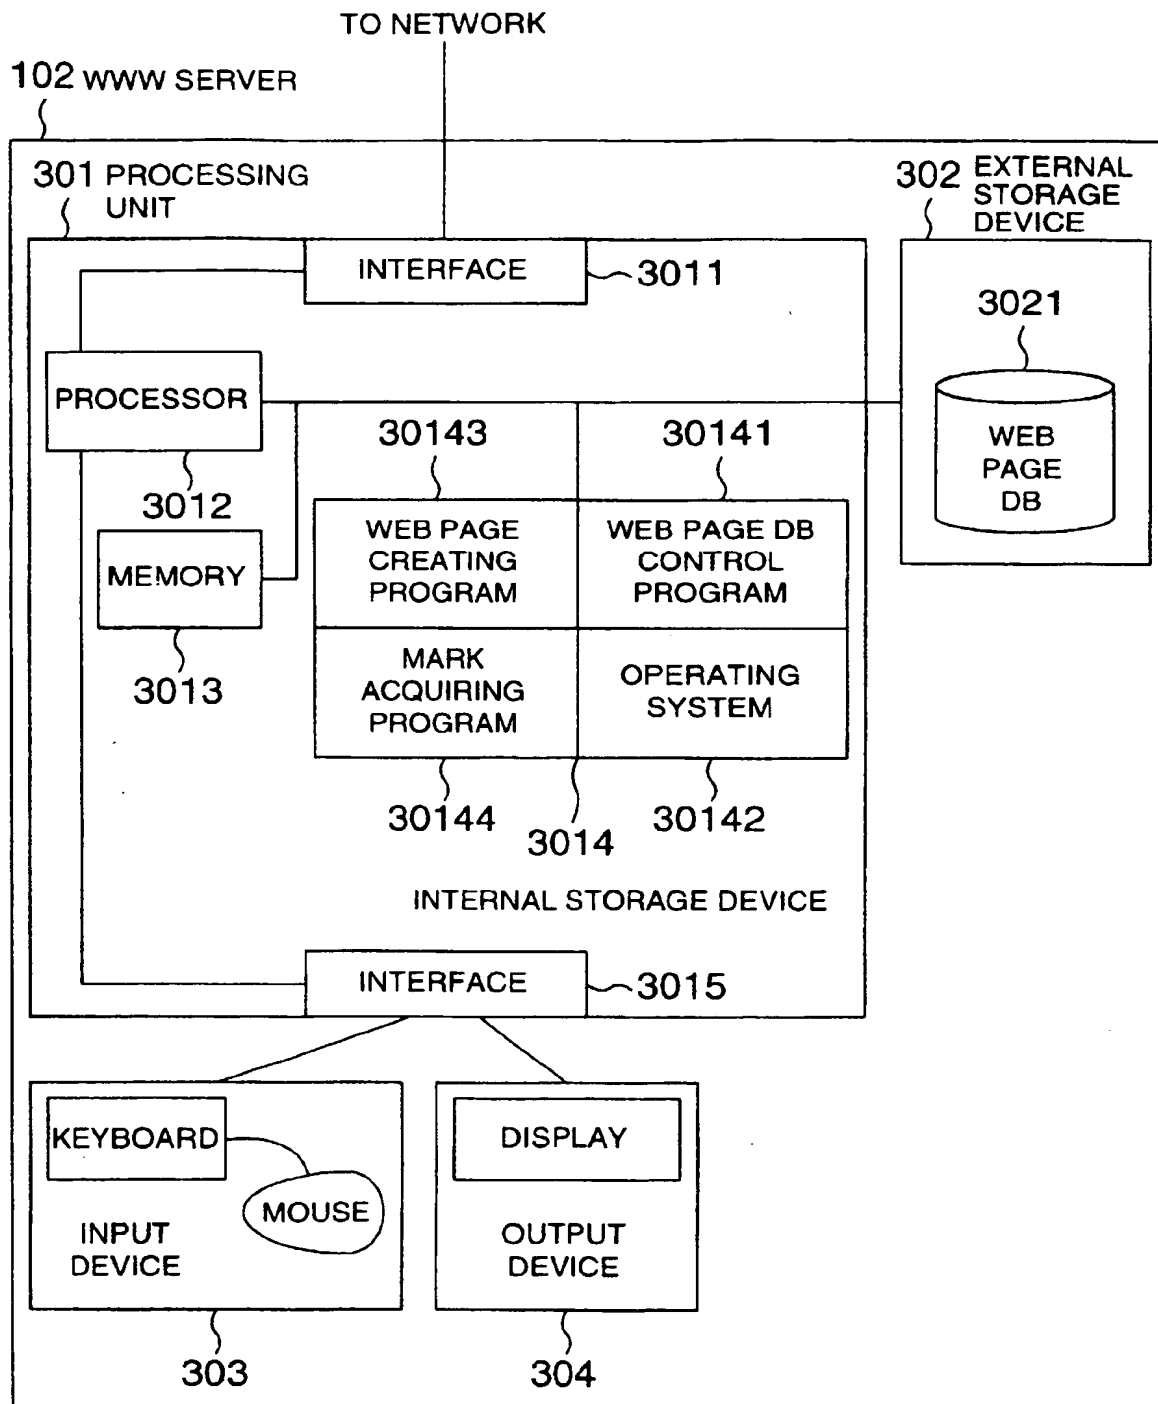 TO NETWORK
102 WWW SERVER
301 PROCESSING
UNIT
302 EXTERNAL
STORAGE
DEVICE
INTERFACE
3011
3021
PROCESSOR
WEB
PAGE
DB
30143
30141
3012
WEB PAGE
CREATING
PROGRAM
WEB PAGE DB
CONTROL
PROGRAM
MEMORY
3013
MARK
ACQUIRING
PROGRAM
OPERATING
SYSTEM
30144
3014
30142
INTERNAL STORAGE DEVICE
INTERFACE
3015
KEYBOARD
MOUSE
INPUT
DEVICE
DISPLAY
OUTPUT
DEVICE
303
304